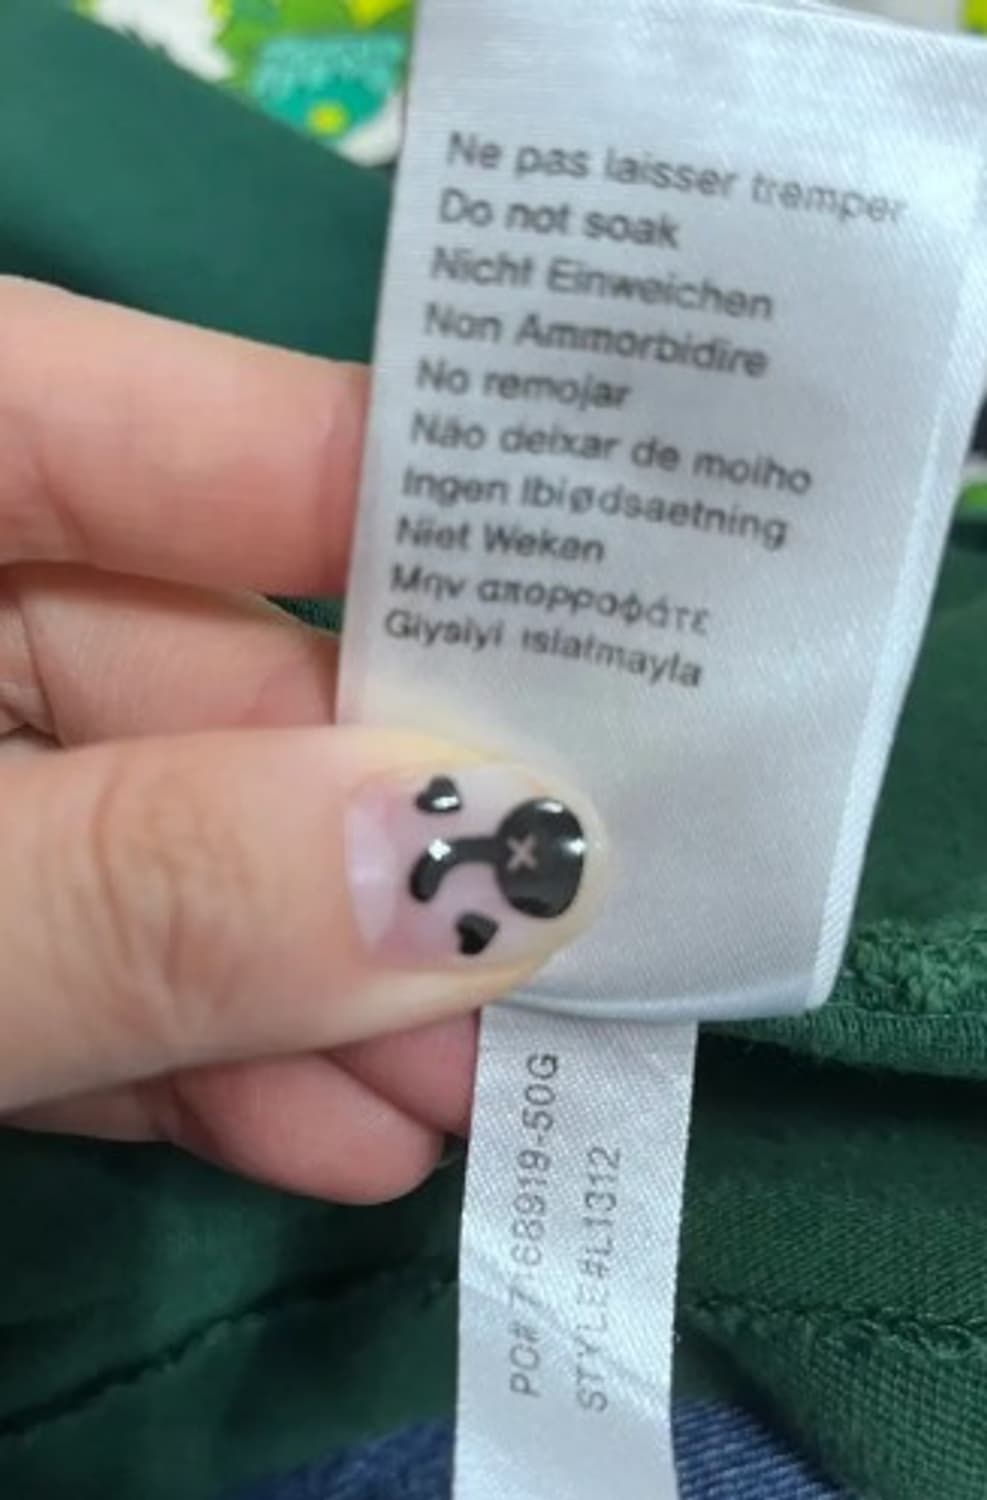 Ne pas laisser tremper
Do not soak
Nicht Einweichen
Non Ammorbidire
No remojar
Não deixar de molho
Ingen Ibiødsaetning
Niet Weken
Μην απορροφάτε
Giysiyi ıslatmayla
PO# 7168919-50G
STYLE#L1312